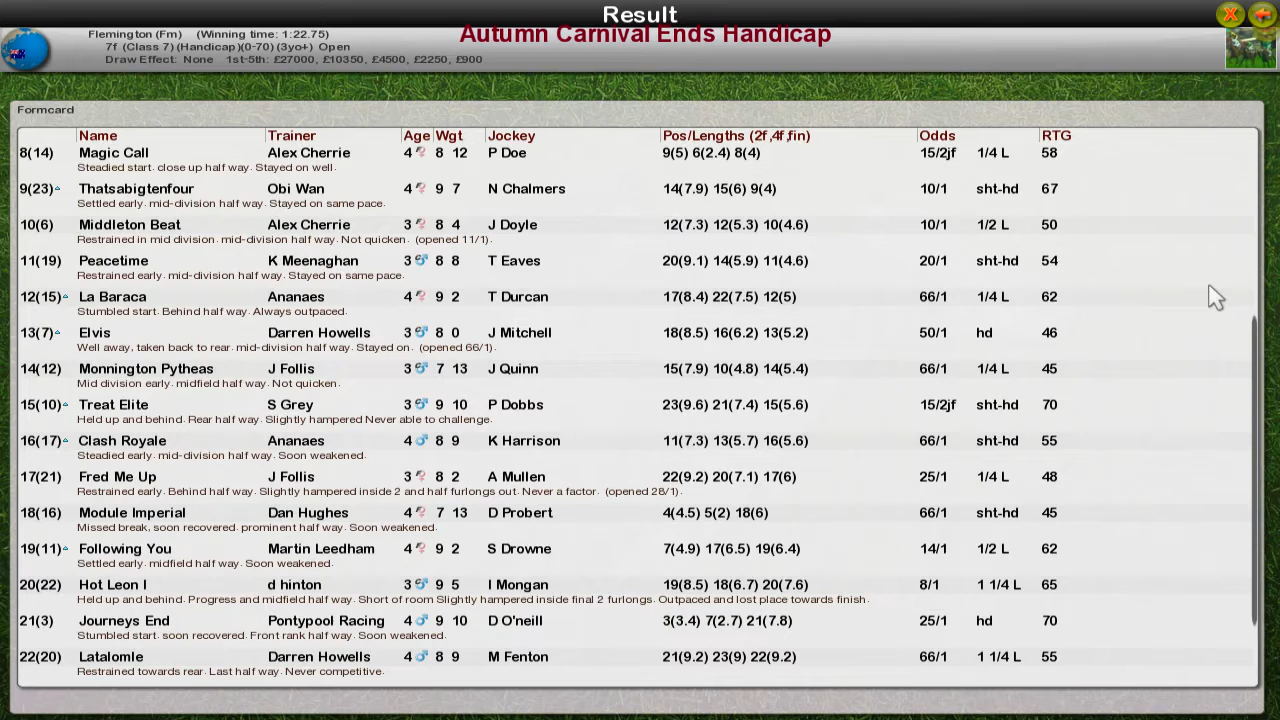 Result
Autumn Carnival Ends Handicap
Flemington (Fm) (Winning time: 1:22.75)
7f (Class 7) (Handicap)(0-70) (3yo+) Open
Draw Effect: None 1st-5th: £27000, £10350, £4500, £2250, £900
Formcard
Name Trainer Age Wgt Jockey Pos/Lengths (2f,4f,fin) Odds RTG
8(14) Magic Call Alex Cherrie 4 8 12 P Doe 9(5) 6(2.4) 8(4) 15/2jf 1/4 L 58
Steadied start. close up half way. Stayed on well.
9(23) Thatsabigtenfour Obi Wan 4 9 7 N Chalmers 14(7.9) 15(6) 9(4) 10/1 sht-hd 67
Settled early. mid-division half way. Stayed on same pace.
10(6) Middleton Beat Alex Cherrie 3 8 4 J Doyle 12(7.3) 12(5.3) 10(4.6) 10/1 1/2 L 50
Restrained in mid division. mid-division half way. Not quicken. (opened 11/1).
11(19) Peacetime K Meenaghan 3 8 8 T Eaves 20(9.1) 14(5.9) 11(4.6) 20/1 sht-hd 54
Restrained early. mid-division half way. Stayed on same pace.
12(15) La Baraca Ananaes 4 9 2 T Durcan 17(8.4) 22(7.5) 12(5) 66/1 1/4 L 62
Stumbled start. Behind half way. Always outpaced.
13(7) Elvis Darren Howells 3 8 0 J Mitchell 18(8.5) 16(6.2) 13(5.2) 50/1 hd 46
Well away, taken back to rear. mid-division half way. Stayed on. (opened 66/1).
14(12) Monnington Pytheas J Follis 3 7 13 J Quinn 15(7.9) 10(4.8) 14(5.4) 66/1 1/4 L 45
Mid division early. midfield half way. Not quicken.
15(10) Treat Elite S Grey 3 9 10 P Dobbs 23(9.6) 21(7.4) 15(5.6) 15/2jf sht-hd 70
Held up and behind. Rear half way. Slightly hampered Never able to challenge.
16(17) Clash Royale Ananaes 4 8 9 K Harrison 11(7.3) 13(5.7) 16(5.6) 66/1 sht-hd 55
Steadied early. mid-division half way. Soon weakened.
17(21) Fred Me Up J Follis 3 8 2 A Mullen 22(9.2) 20(7.1) 17(6) 25/1 1/4 L 48
Restrained early. Behind half way. Slightly hampered inside 2 and half furlongs out. Never a factor. (opened 28/1).
18(16) Module Imperial Dan Hughes 4 7 13 D Probert 4(4.5) 5(2) 18(6) 66/1 sht-hd 45
Missed break, soon recovered. prominent half way. Soon weakened.
19(11) Following You Martin Leedham 4 9 2 S Drowne 7(4.9) 17(6.5) 19(6.4) 14/1 1/2 L 62
Settled early. midfield half way. Soon weakened.
20(22) Hot Leon I d hinton 3 9 5 I Mongan 19(8.5) 18(6.7) 20(7.6) 8/1 1 1/4 L 65
Held up and behind. Progress and midfield half way. Short of room Slightly hampered inside final 2 furlongs. Outpaced and lost place towards finish.
21(3) Journeys End Pontypool Racing 4 9 10 D O'neill 3(3.4) 7(2.7) 21(7.8) 25/1 hd 70
Stumbled start. soon recovered. Front rank half way. Soon weakened.
22(20) Latalomle Darren Howells 4 8 9 M Fenton 21(9.2) 23(9) 22(9.2) 66/1 1 1/4 L 55
Restrained towards rear. Last half way. Never competitive.